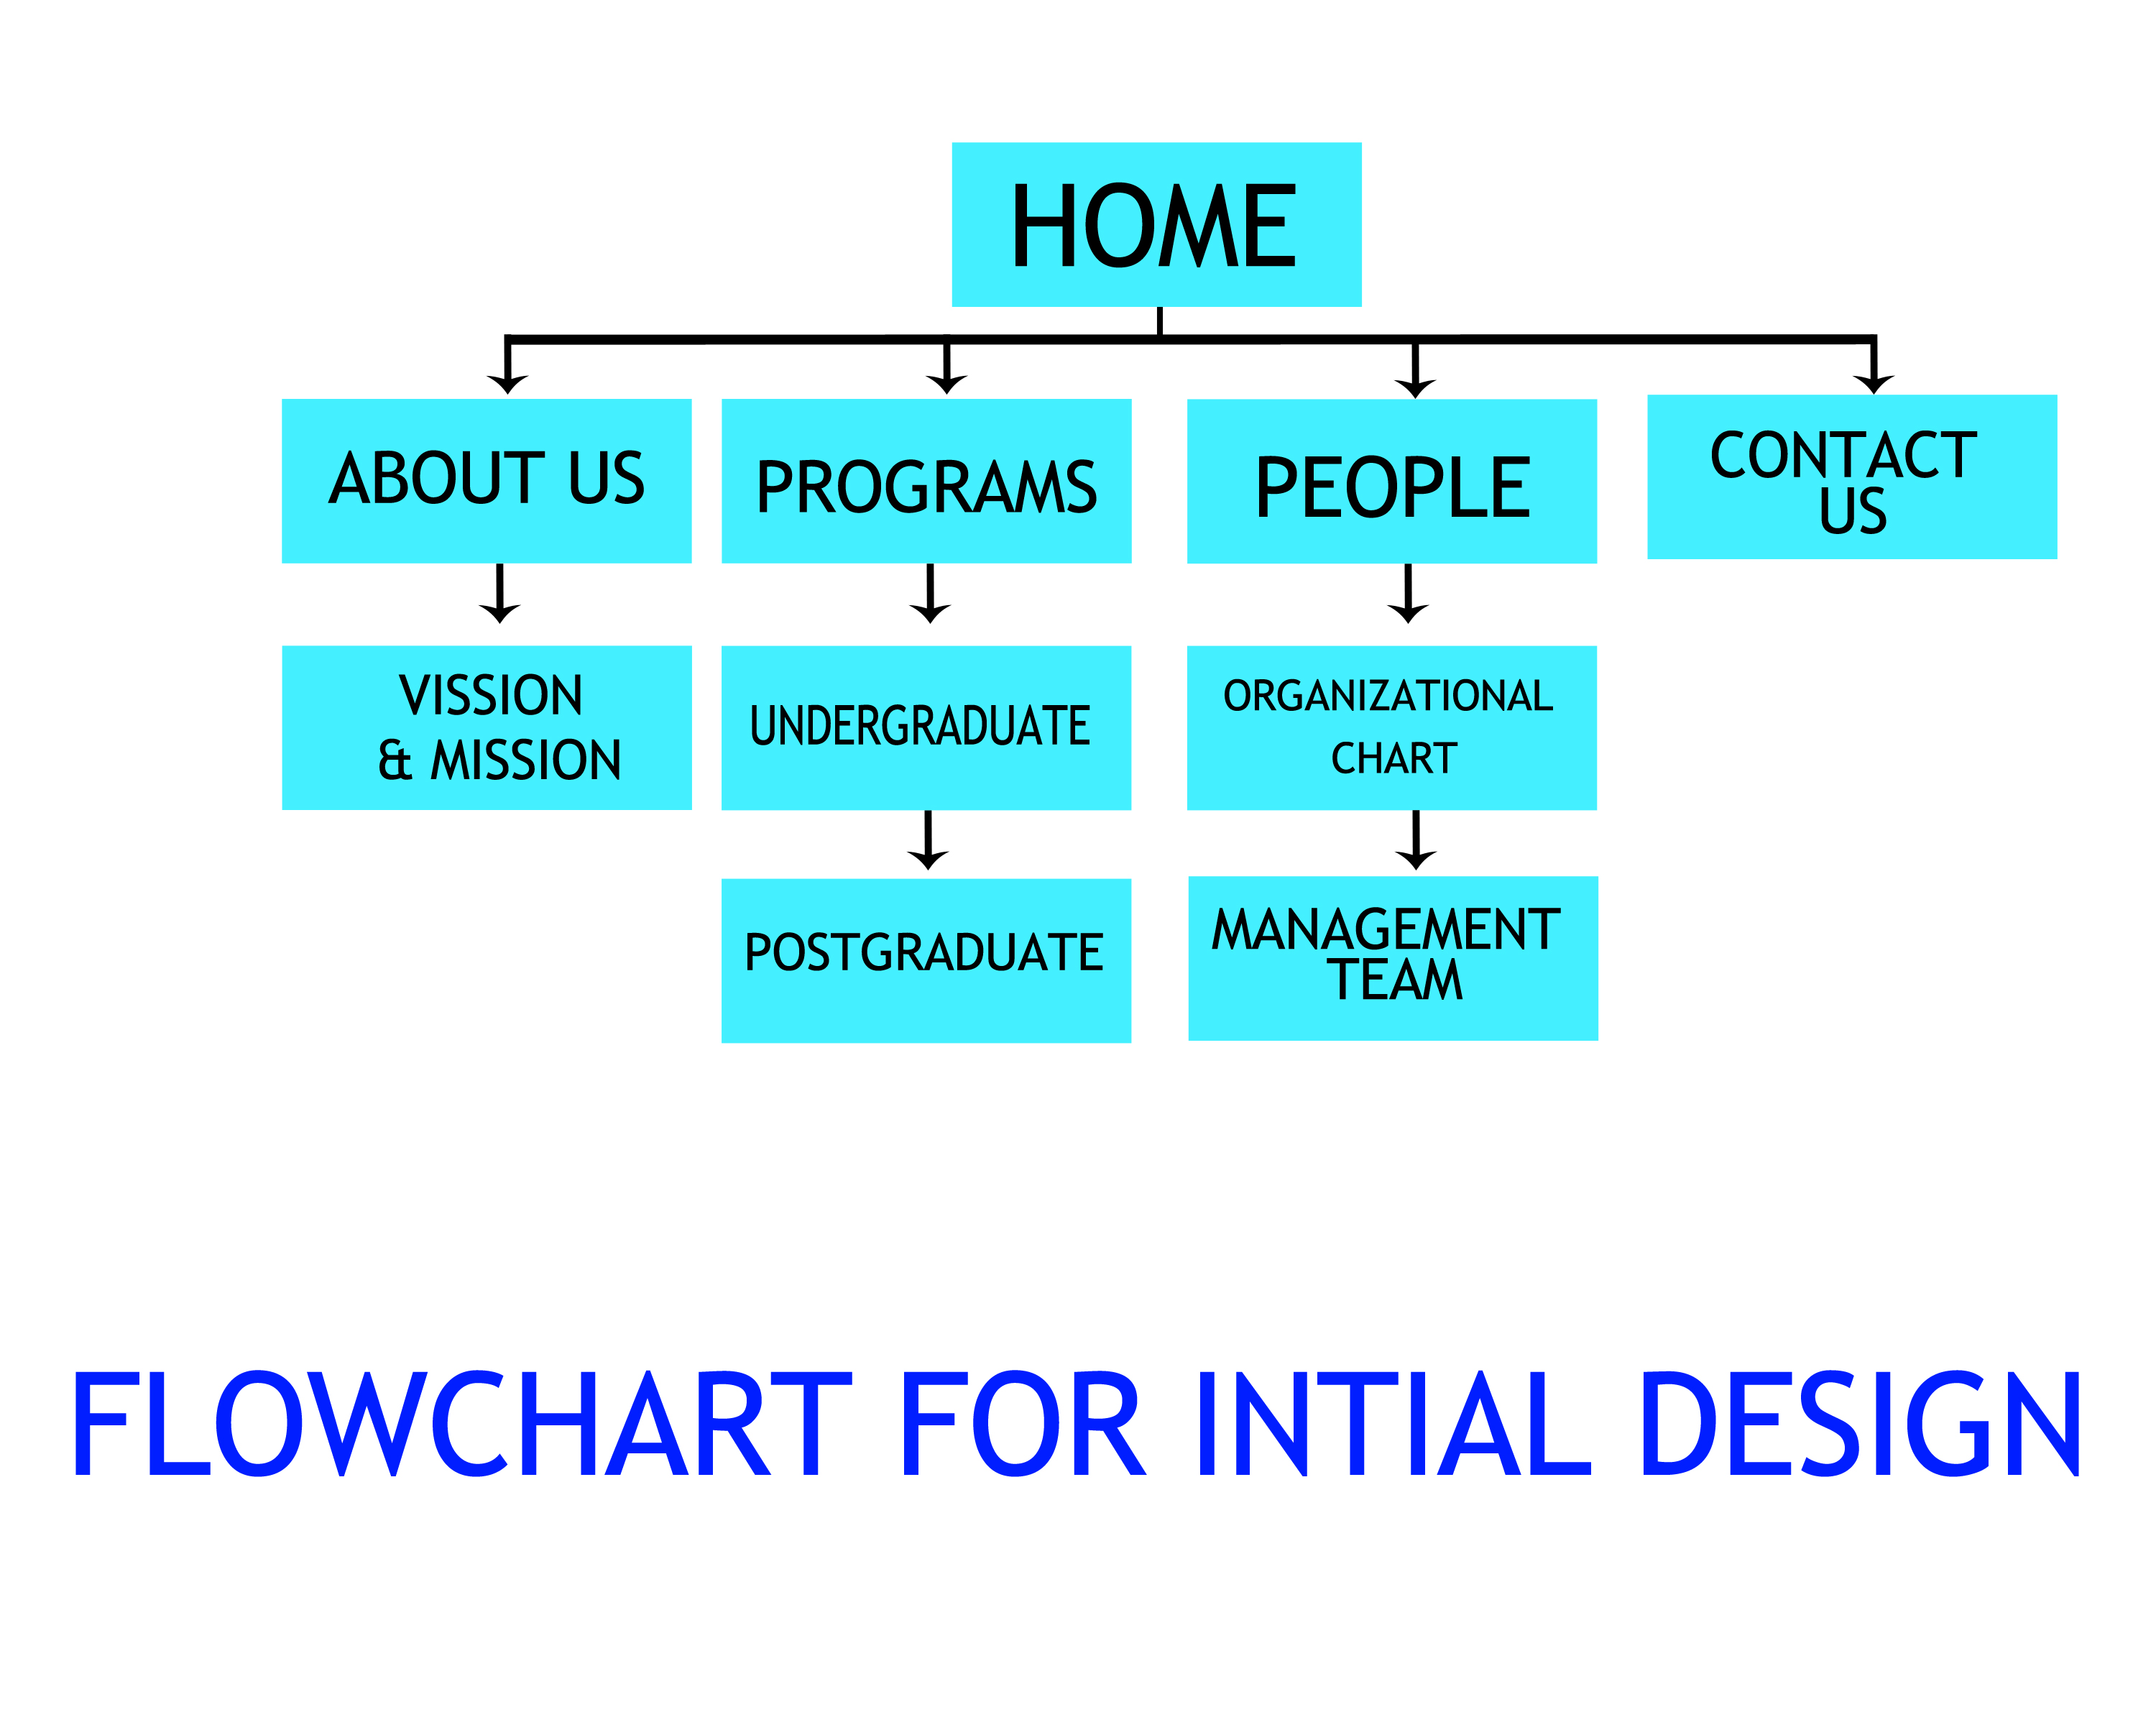 HOME
ABOUT US
PROGRAMS
PEOPLE
CONTACT
US
VISSION
& MISSION
UNDERGRADUATE
ORGANIZATIONAL
CHART
POSTGRADUATE
MANAGEMENT
TEAM
FLOWCHART FOR INTIAL DESIGN